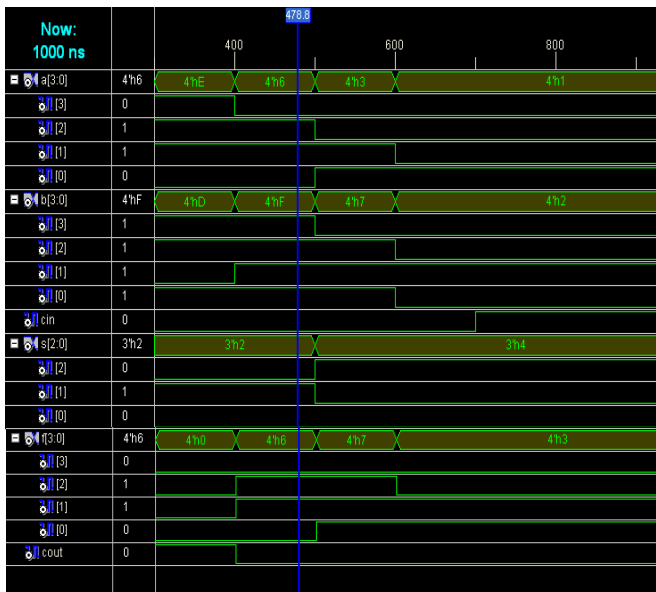 478.8
Now:
1000 ns
400 600 800
a[3:0] 4'h6 4'hE 4'h6 4'h3 4'h1
[3] 0
[2] 1
[1] 1
[0] 0
b[3:0] 4'hF 4'hD 4'hF 4'h7 4'h2
[3] 1
[2] 1
[1] 1
[0] 1
cin 0
s[2:0] 3'h2 3'h2 3'h4
[2] 0
[1] 1
[0] 0
f[3:0] 4'h6 4'h0 4'h6 4'h7 4'h3
[3] 0
[2] 1
[1] 1
[0] 0
cout 0